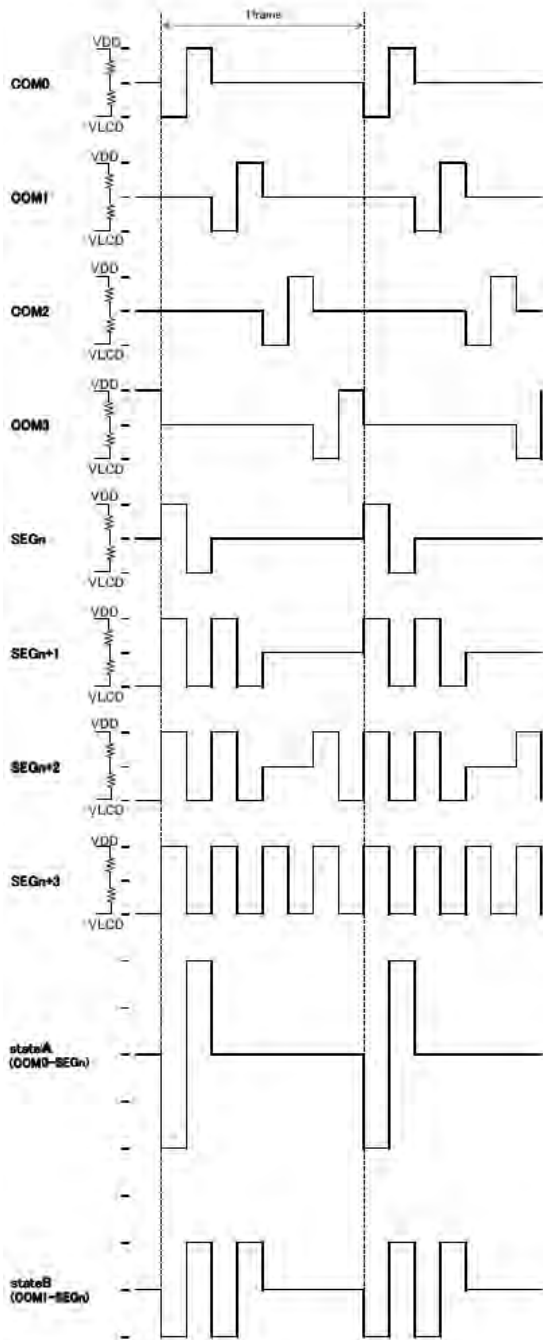 1frame
VDD
COM0
VLCD
VDD
COM1
VLCD
VDD
COM2
VLCD
VDD
COM3
VLCD
VDD
SEGn
VLCD
VDD
SEGn+1
VLCD
VDD
SEGn+2
VLCD
VDD
SEGn+3
VLCD
stateA
(COM0-SEGn)
stateB
(COM1-SEGn)